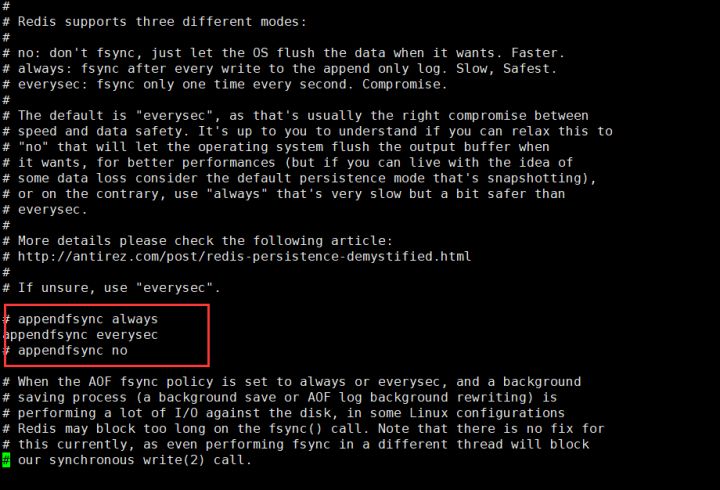 #
# Redis supports three different modes:
#
# no: don't fsync, just let the OS flush the data when it wants. Faster.
# always: fsync after every write to the append only log. Slow, Safest.
# everysec: fsync only one time every second. Compromise.
#
# The default is "everysec", as that's usually the right compromise between
# speed and data safety. It's up to you to understand if you can relax this to
# "no" that will let the operating system flush the output buffer when
# it wants, for better performances (but if you can live with the idea of
# some data loss consider the default persistence mode that's snapshotting),
# or on the contrary, use "always" that's very slow but a bit safer than
# everysec.
#
# More details please check the following article:
# http://antirez.com/post/redis-persistence-demystified.html
#
# If unsure, use "everysec".
# appendfsync always
appendfsync everysec
# appendfsync no
# When the AOF fsync policy is set to always or everysec, and a background
# saving process (a background save or AOF log background rewriting) is
# performing a lot of I/O against the disk, in some Linux configurations
# Redis may block too long on the fsync() call. Note that there is no fix for
# this currently, as even performing fsync in a different thread will block
# our synchronous write(2) call.